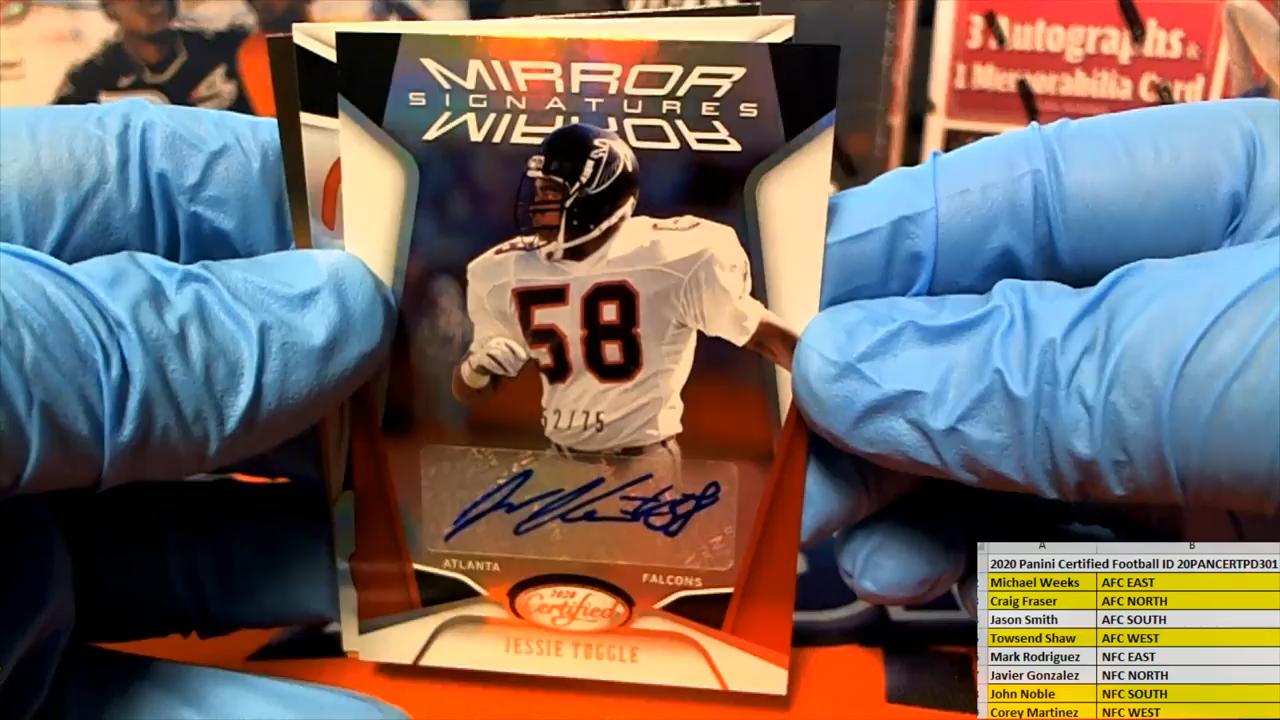 3 Autographs &
1 Memorabilia Card
MIRROR
SIGNATURES
MIRROR
58
52/75
ATLANTA
FALCONS
2020
Certified
JESSIE TUGGLE
A B
2020 Panini Certified Football ID 20PANCERTPD301
Michael Weeks AFC EAST
Craig Fraser AFC NORTH
Jason Smith AFC SOUTH
Towsend Shaw AFC WEST
Mark Rodriguez NFC EAST
Javier Gonzalez NFC NORTH
John Noble NFC SOUTH
Corey Martinez NFC WEST